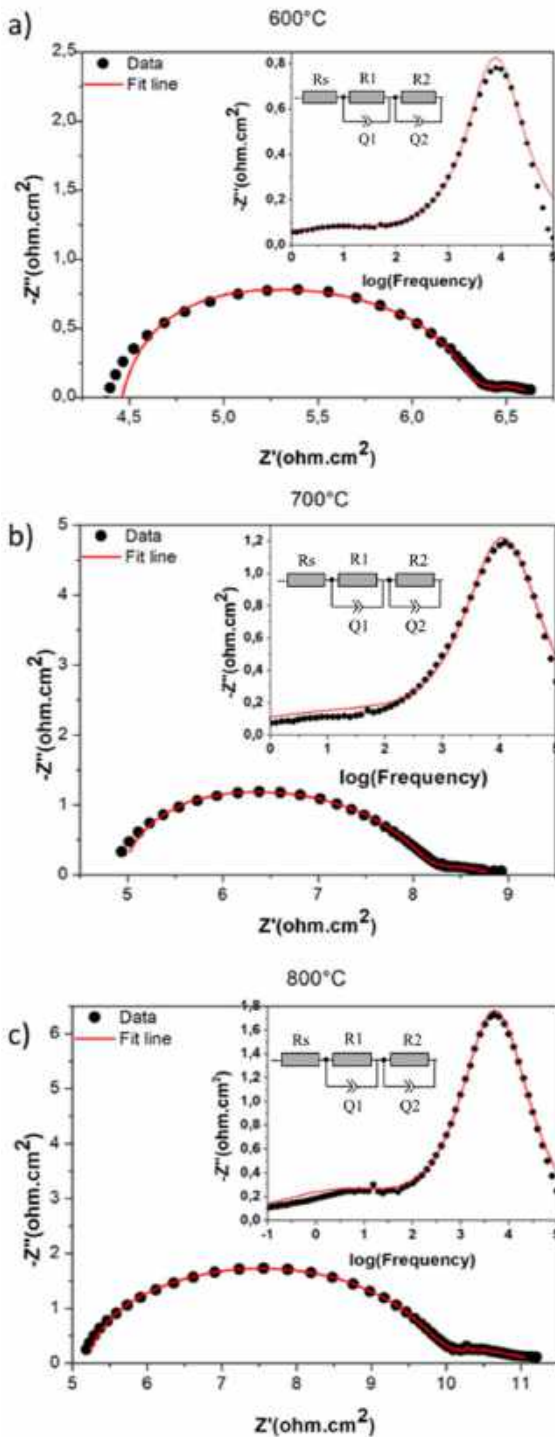 600°C
a)
Data
Fit line
Rs R1 R2
Q1 Q2
-Z''(ohm.cm²)
0,8
0,6
0,4
0,2
0,0
0 1 2 3 4 5
log(Frequency)
-Z''(ohm.cm²)
2,5
2,0
1,5
1,0
0,5
0,0
4,5 5,0 5,5 6,0 6,5
Z'(ohm.cm²)
700°C
b)
Data
Fit line
Rs R1 R2
Q1 Q2
-Z''(ohm.cm²)
1,2
1,0
0,8
0,6
0,4
0,2
0,0
0 1 2 3 4 5
log(Frequency)
-Z''(ohm.cm²)
5
4
3
2
1
0
5 6 7 8 9
Z'(ohm.cm²)
800°C
c)
Data
Fit line
Rs R1 R2
Q1 Q2
-Z''(ohm.cm²)
1,8
1,6
1,4
1,2
1,0
0,8
0,6
0,4
0,2
0,0
-1 0 1 2 3 4 5
log(Frequency)
-Z''(ohm.cm²)
6
5
4
3
2
1
0
5 6 7 8 9 10 11
Z'(ohm.cm²)